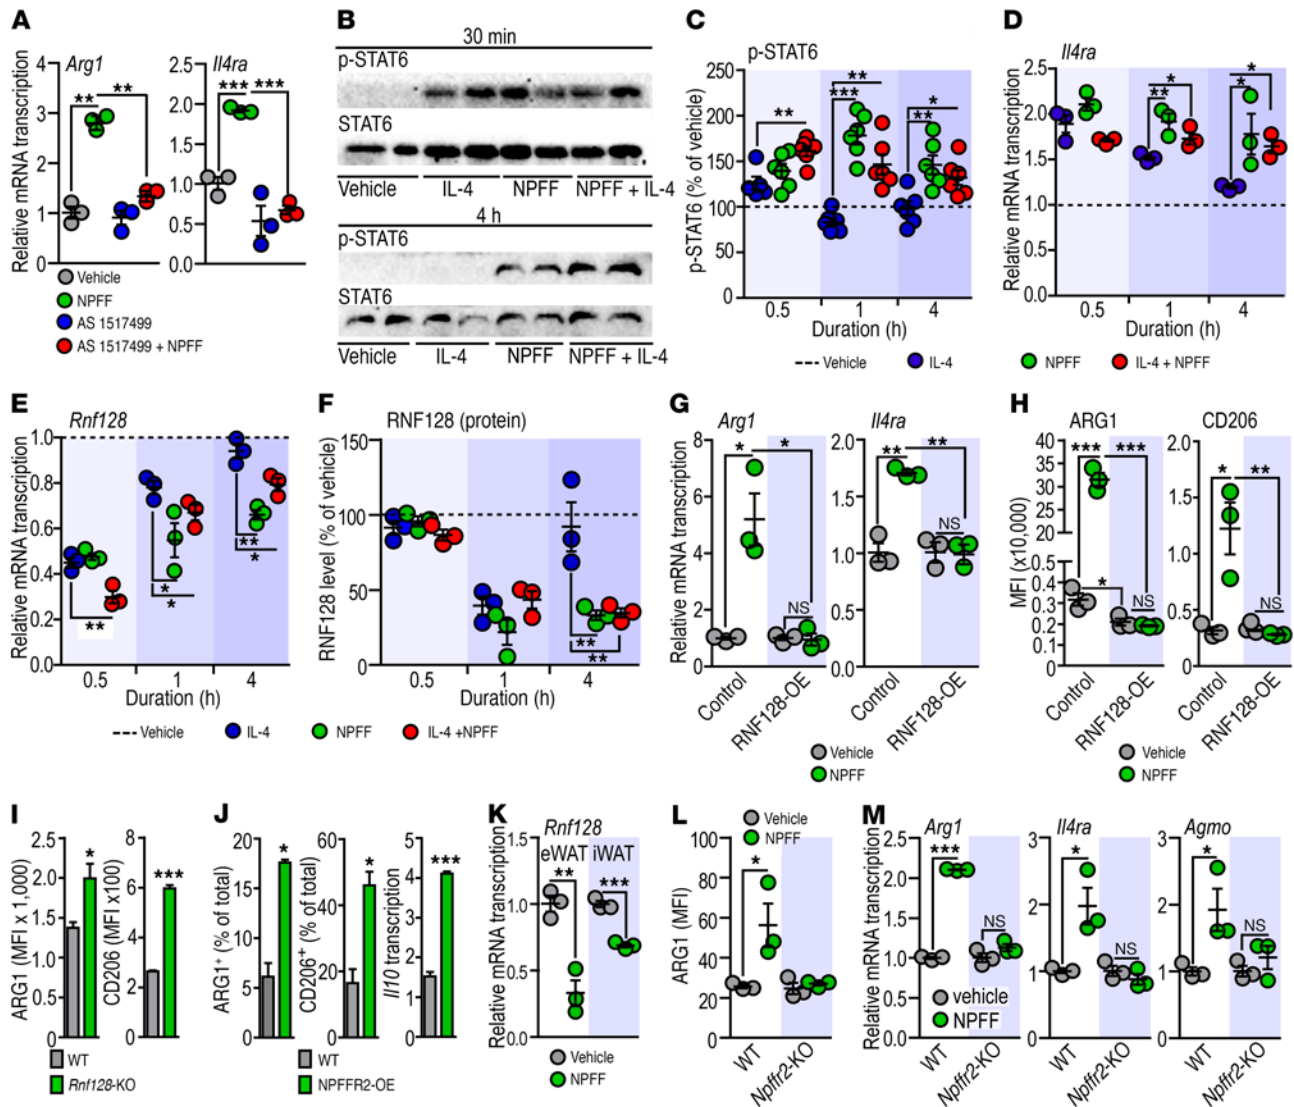 A
Arg1
Il4ra
Relative mRNA transcription
4
3
2
1
0
**
**
2.5
2.0
1.5
1.0
0.5
0.0
***
***
Vehicle
NPFF
AS 1517499
AS 1517499 + NPFF
B
30 min
p-STAT6
STAT6
Vehicle
IL-4
NPFF
NPFF + IL-4
4 h
p-STAT6
STAT6
Vehicle
IL-4
NPFF
NPFF + IL-4
C
p-STAT6
p-STAT6 (% of vehicle)
250
200
150
100
50
0
**
**
***
*
**
0.5
1
4
Duration (h)
D
Il4ra
Relative mRNA transcription
2.5
2.0
1.5
1.0
1.5
0.0
*
**
*
*
0.5
1
4
Duration (h)
Vehicle
IL-4
NPFF
IL-4 + NPFF
E
Rnf128
Relative mRNA transcription
1.0
0.8
0.6
0.4
0.2
0.0
**
*
*
**
*
0.5
1
4
Duration (h)
F
RNF128 (protein)
RNF128 level (% of vehicle)
150
100
50
0
**
**
0.5
1
4
Duration (h)
Vehicle
IL-4
NPFF
IL-4 +NPFF
G
Arg1
Il4ra
Relative mRNA transcription
8
6
4
2
0
*
*
NS
Control
RNF128-OE
2.0
1.5
1.0
0.5
0.0
**
**
NS
Control
RNF128-OE
Vehicle
NPFF
H
ARG1
CD206
MFI (x10,000)
40
35
30
25
20
15
10
0.5
0.4
0.3
0.2
0.1
0
***
***
*
NS
Control
RNF128-OE
2.0
1.5
1.0
0.5
0
*
**
NS
Control
RNF128-OE
Vehicle
NPFF
I
ARG1 (MFI x 1,000)
2.5
2.0
1.5
1.0
0.5
0.0
*
CD206 (MFI x100)
8
6
4
2
0
***
WT
Rnf128-KO
J
ARG1+ (% of total)
20
15
10
5
0
*
CD206+ (% of total)
60
40
20
0
*
Il10 transcription
5
4
3
2
1
0
***
WT
NPFFR2-OE
K
Rnf128
Relative mRNA transcription
1.5
1.0
0.5
0.0
eWAT
iWAT
**
***
Vehicle
NPFF
L
Vehicle
NPFF
ARG1 (MFI)
100
80
60
40
20
0
*
WT
Npffr2-KO
M
Arg1
Il4ra
Agmo
Relative mRNA transcription
2.5
2.0
1.5
1.0
0.5
0.0
***
NS
vehicle
NPFF
WT
Npffr2-KO
3
2
1
0
*
NS
WT
Npffr2-KO
3
2
1
0
*
NS
WT
Npffr2-KO